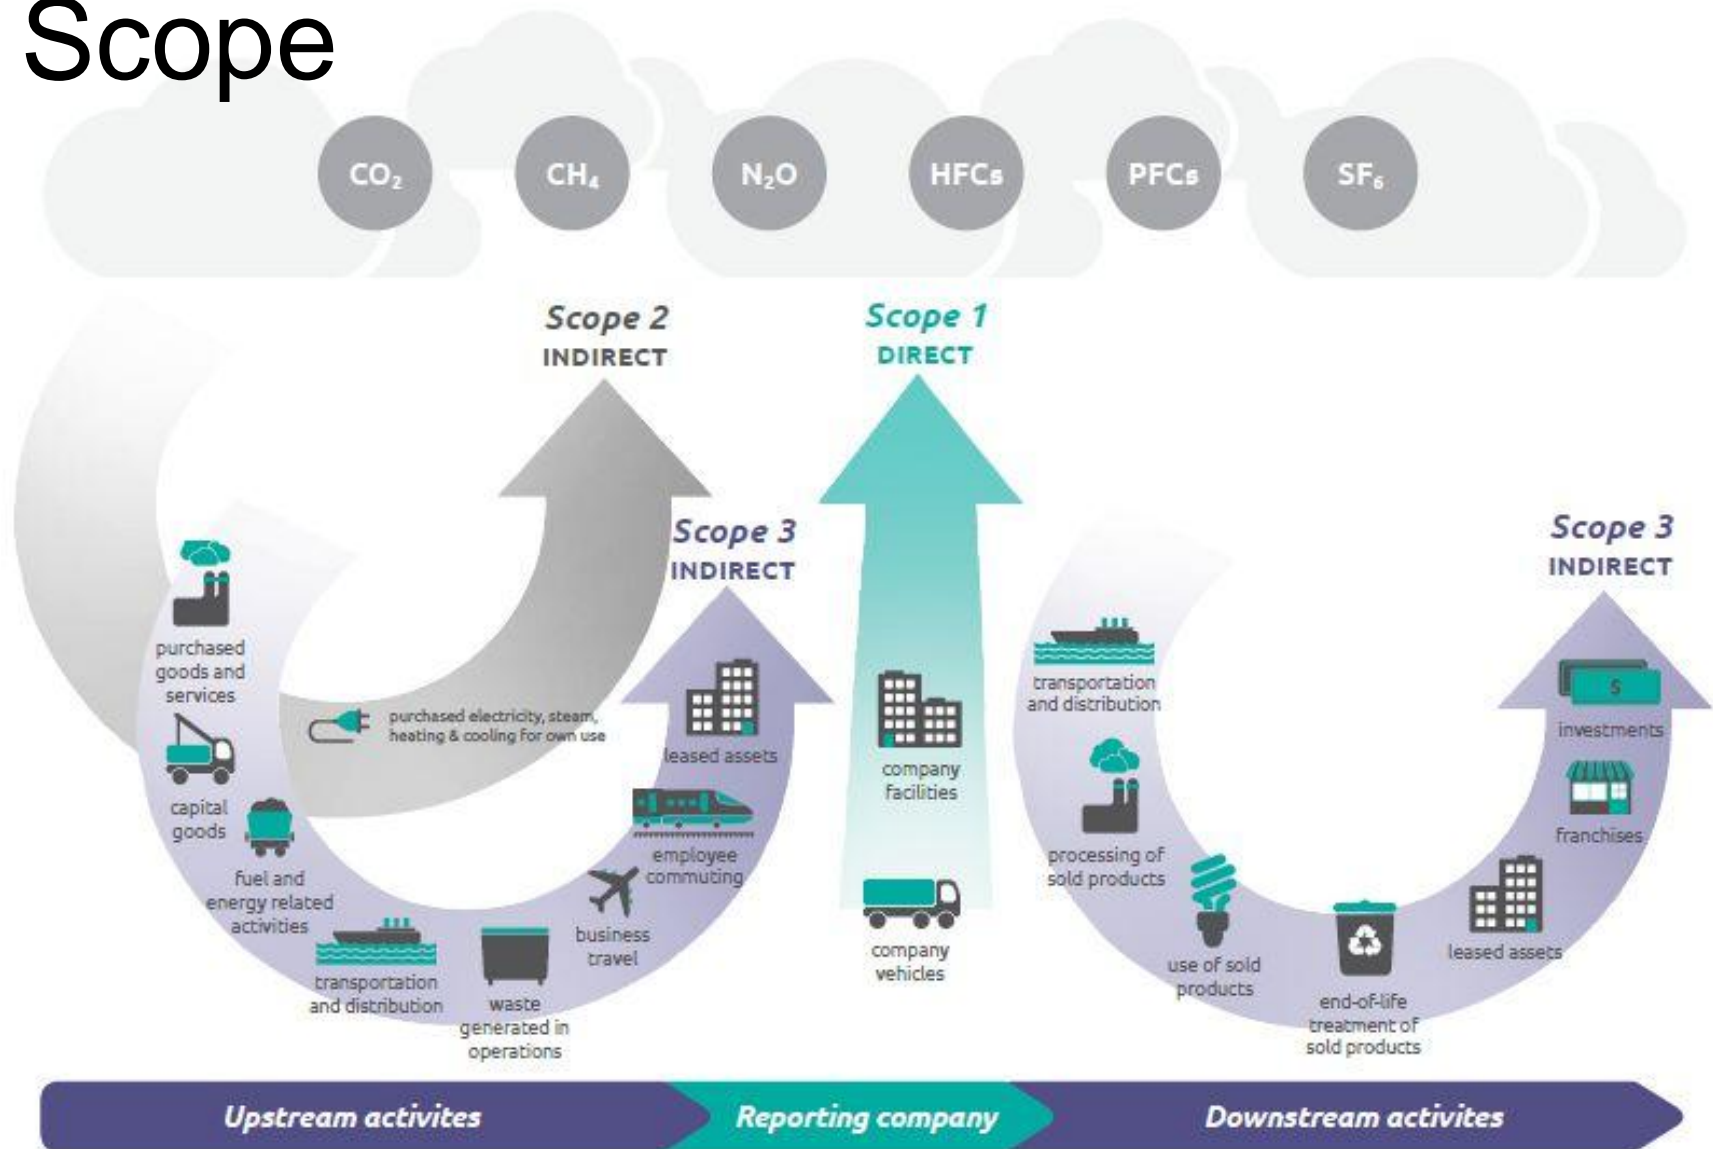 Scope
CO₂
CH₄
N₂O
HFCs
PFCs
SF₆
Scope 2
INDIRECT
Scope 1
DIRECT
Scope 3
INDIRECT
Scope 3
INDIRECT
purchased
goods and
services
capital
goods
fuel and
energy related
activities
purchased electricity, steam,
heating & cooling for own use
transportation
and distribution
waste
generated in
operations
business
travel
employee
commuting
leased assets
company
facilities
company
vehicles
transportation
and distribution
processing of
sold products
use of sold
products
end-of-life
treatment of
sold products
leased assets
franchises
$
investments
Upstream activites
Reporting company
Downstream activites